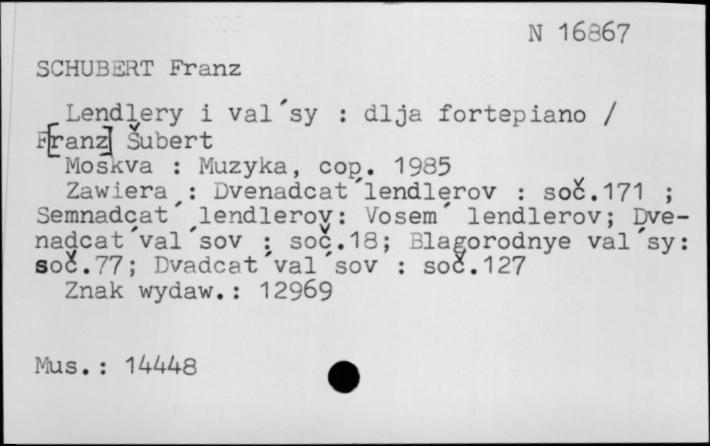 N 16867
SCHUBERT Franz
Lendlery i val´sy : dlja fortepiano /
F[ranz] Šubert
Moskva : Muzyka, cop. 1985
Zawiera : Dvenadcat´lendlerov : soč.171 ;
Semnadcat´ lendlerov: Vosem´ lendlerov; Dve-
nadcat´val´sov : soč.18; Blagorodnye val´sy:
soč.77; Dvadcat´val´sov : soč.127
Znak wydaw.: 12969
Mus.: 14448